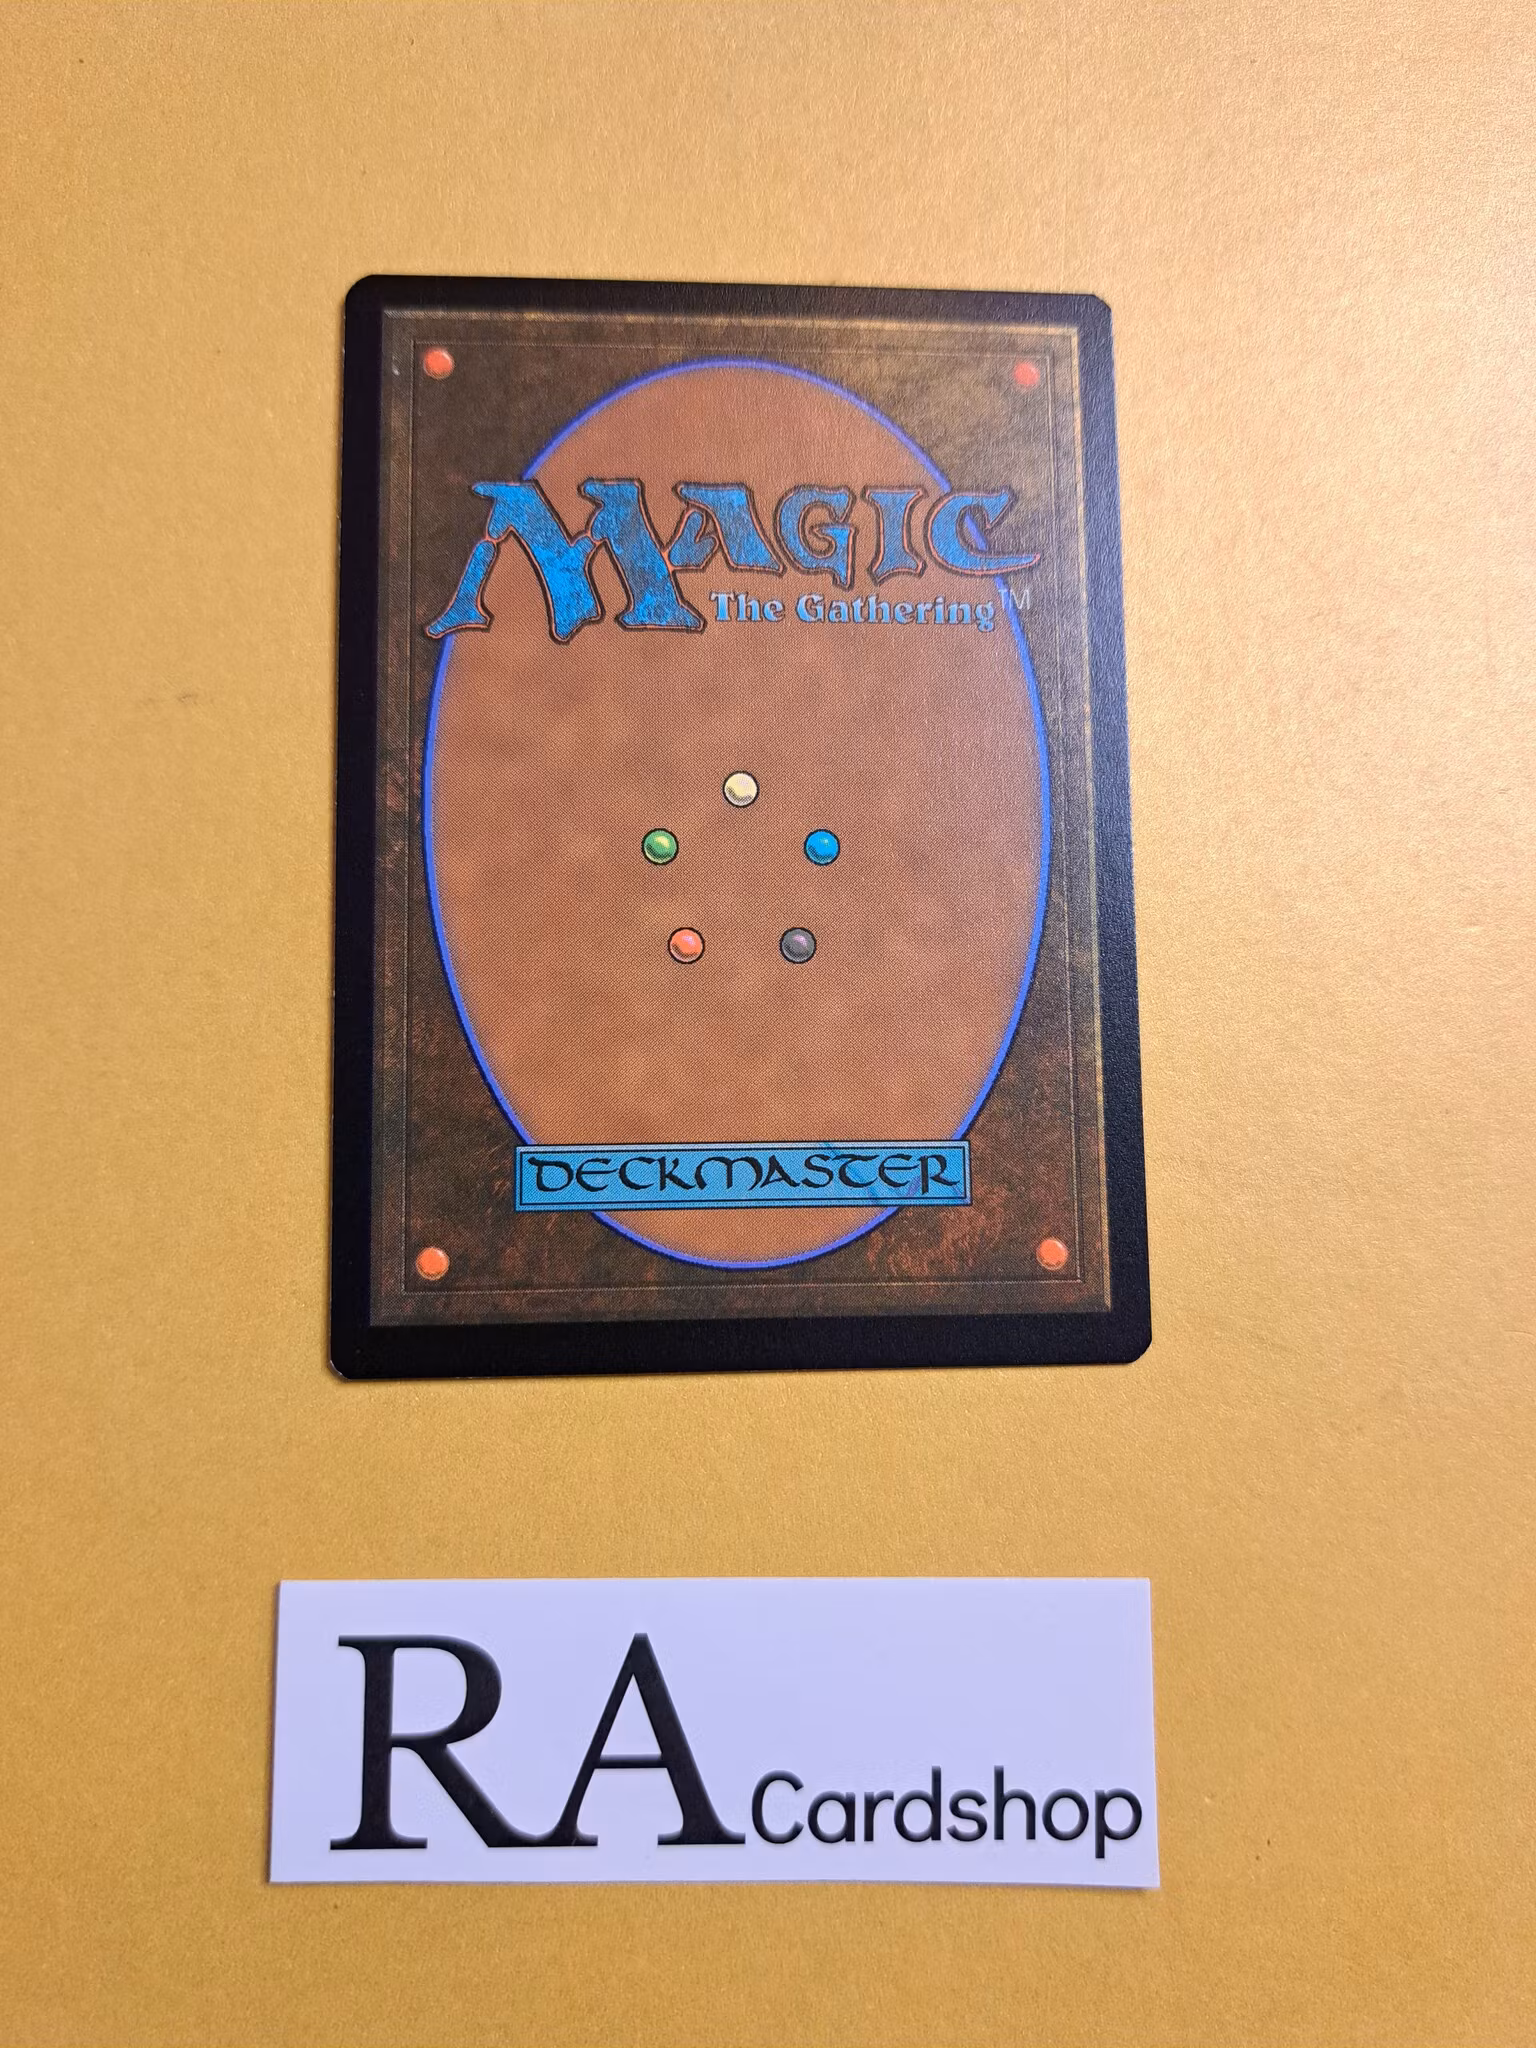 MAGIC
The Gathering™
DECKMASTER
RA Cardshop